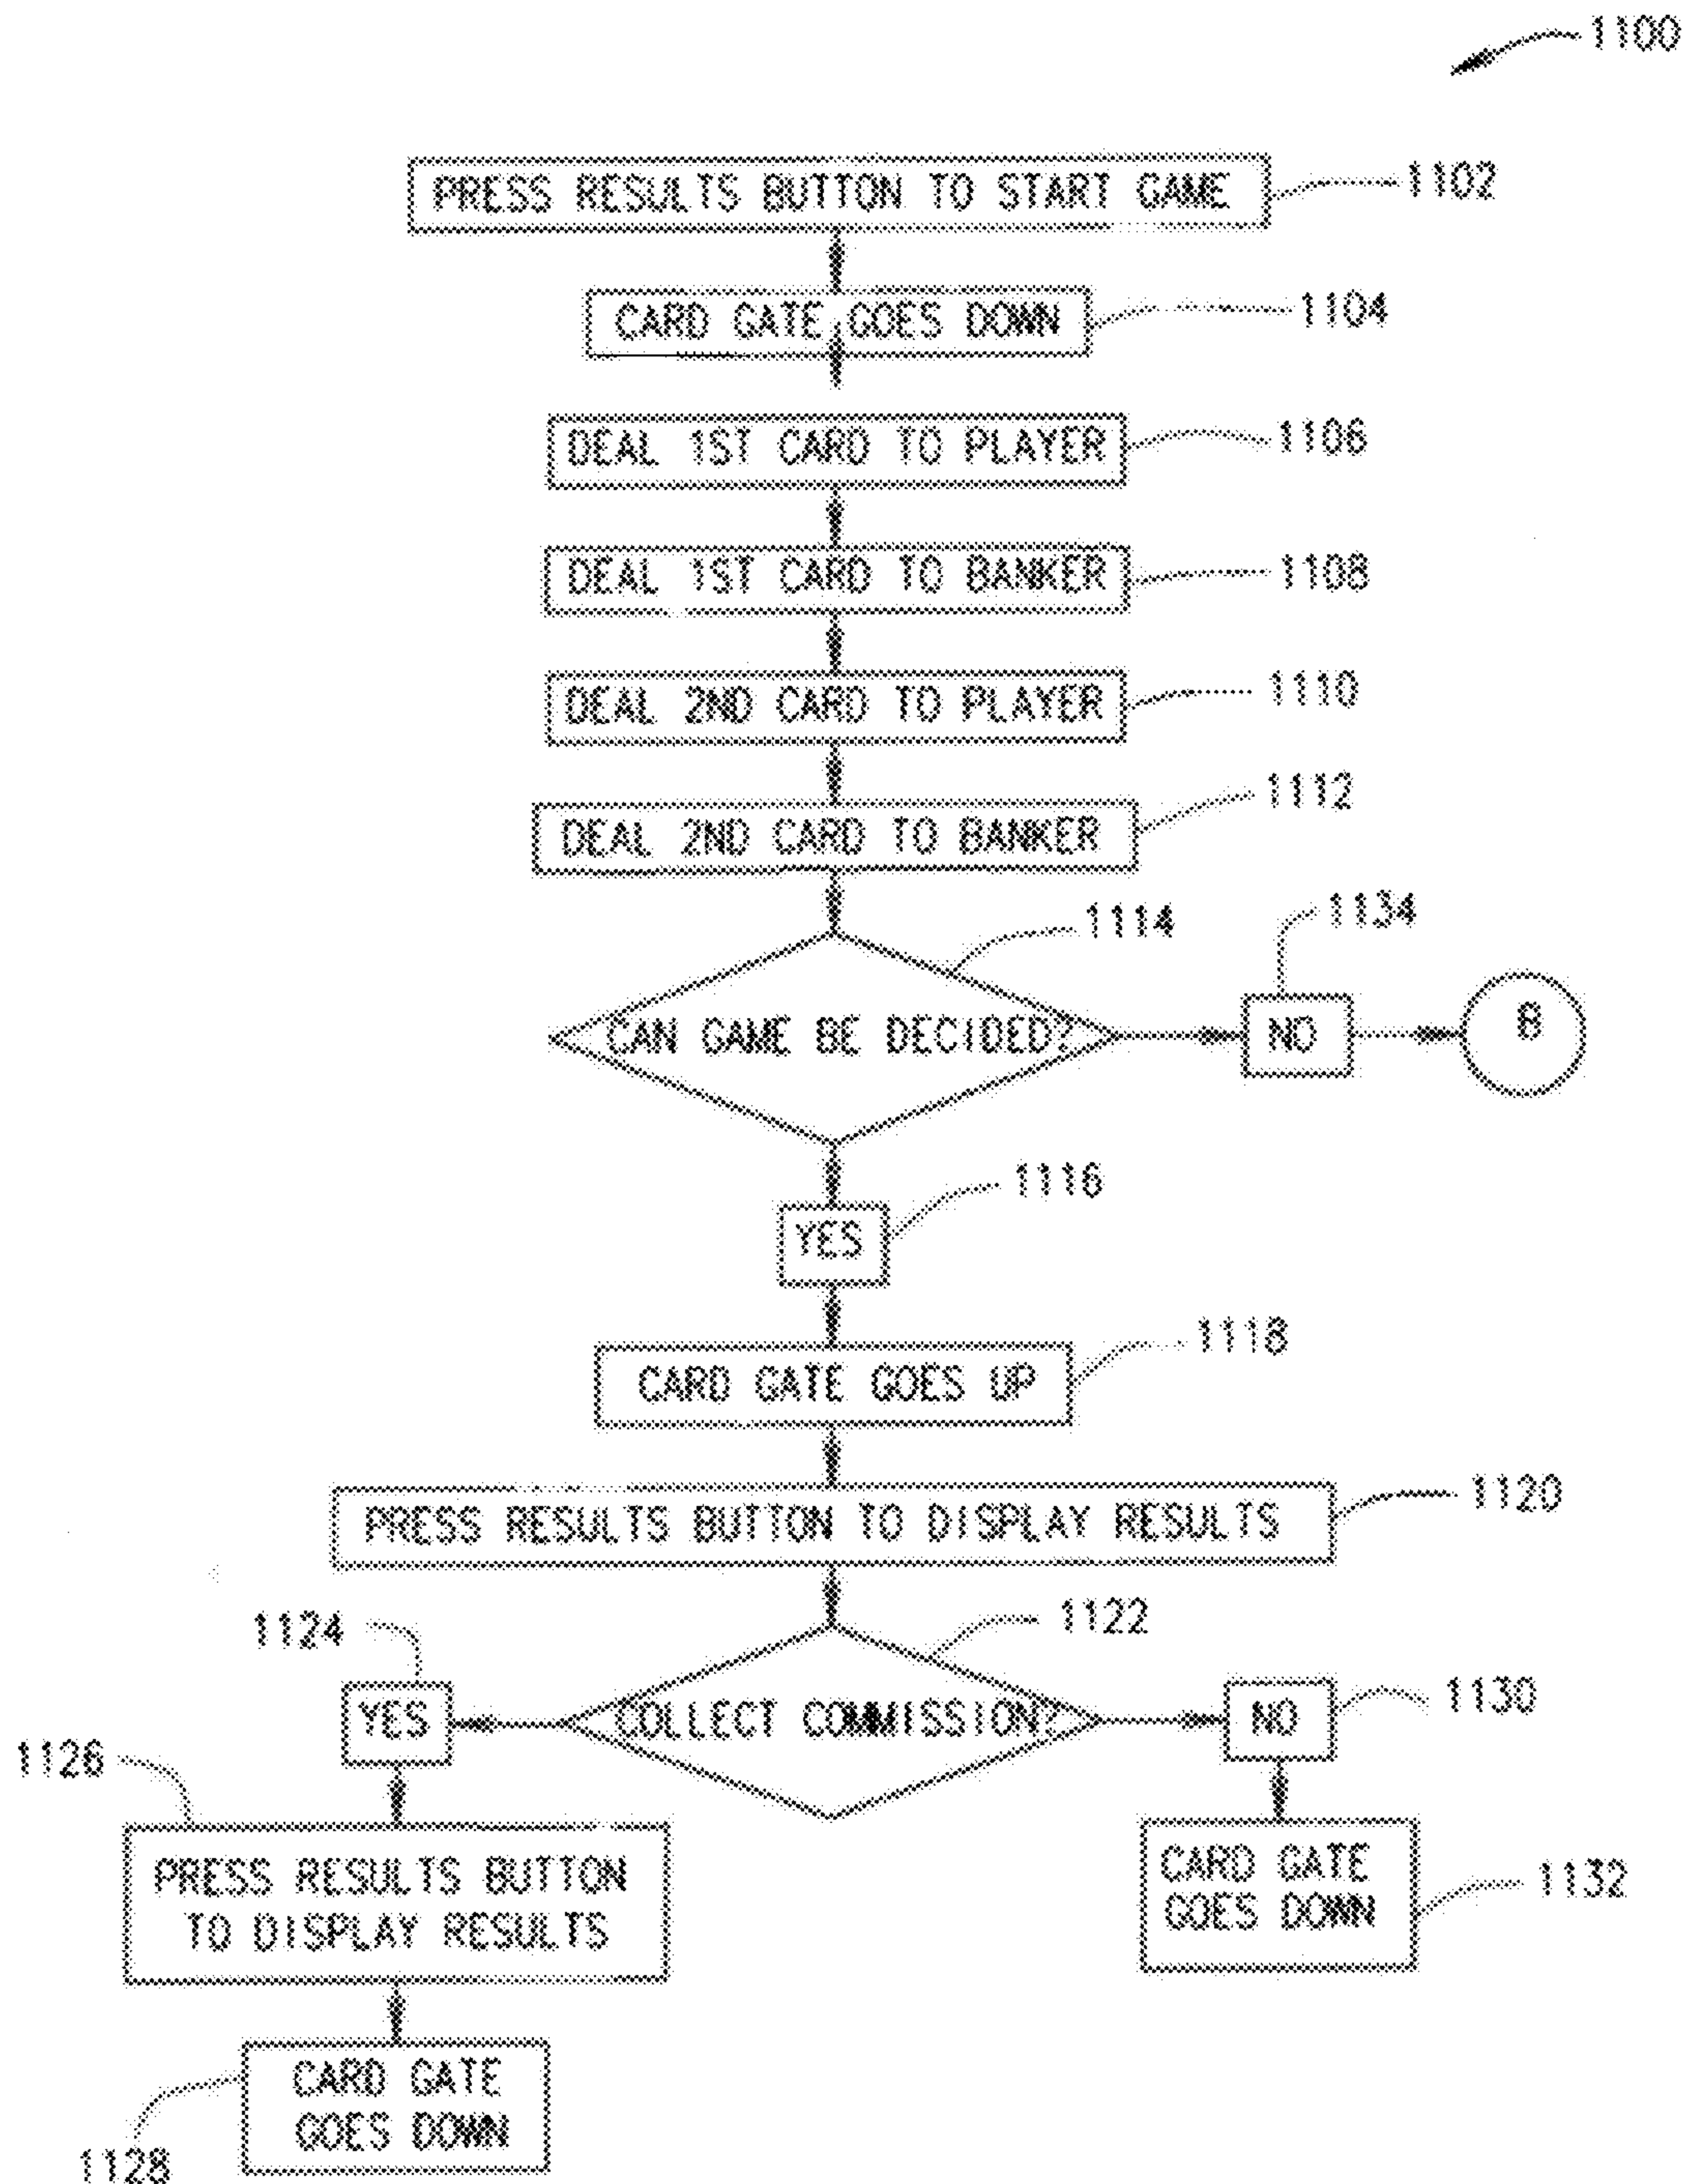 1100
PRESS RESULTS BUTTON TO START GAME
1102
CARD GATE GOES DOWN
1104
DEAL 1ST CARD TO PLAYER
1106
DEAL 1ST CARD TO BANKER
1108
DEAL 2ND CARD TO PLAYER
1110
DEAL 2ND CARD TO BANKER
1112
1114
1134
CAN GAME BE DECIDED?
NO
B
1116
YES
1118
CARD GATE GOES UP
1120
PRESS RESULTS BUTTON TO DISPLAY RESULTS
1124
1122
YES
COLLECT COMMISSION?
NO
1130
1126
PRESS RESULTS BUTTON
TO DISPLAY RESULTS
CARD GATE
GOES DOWN
1132
CARD GATE
GOES DOWN
1128